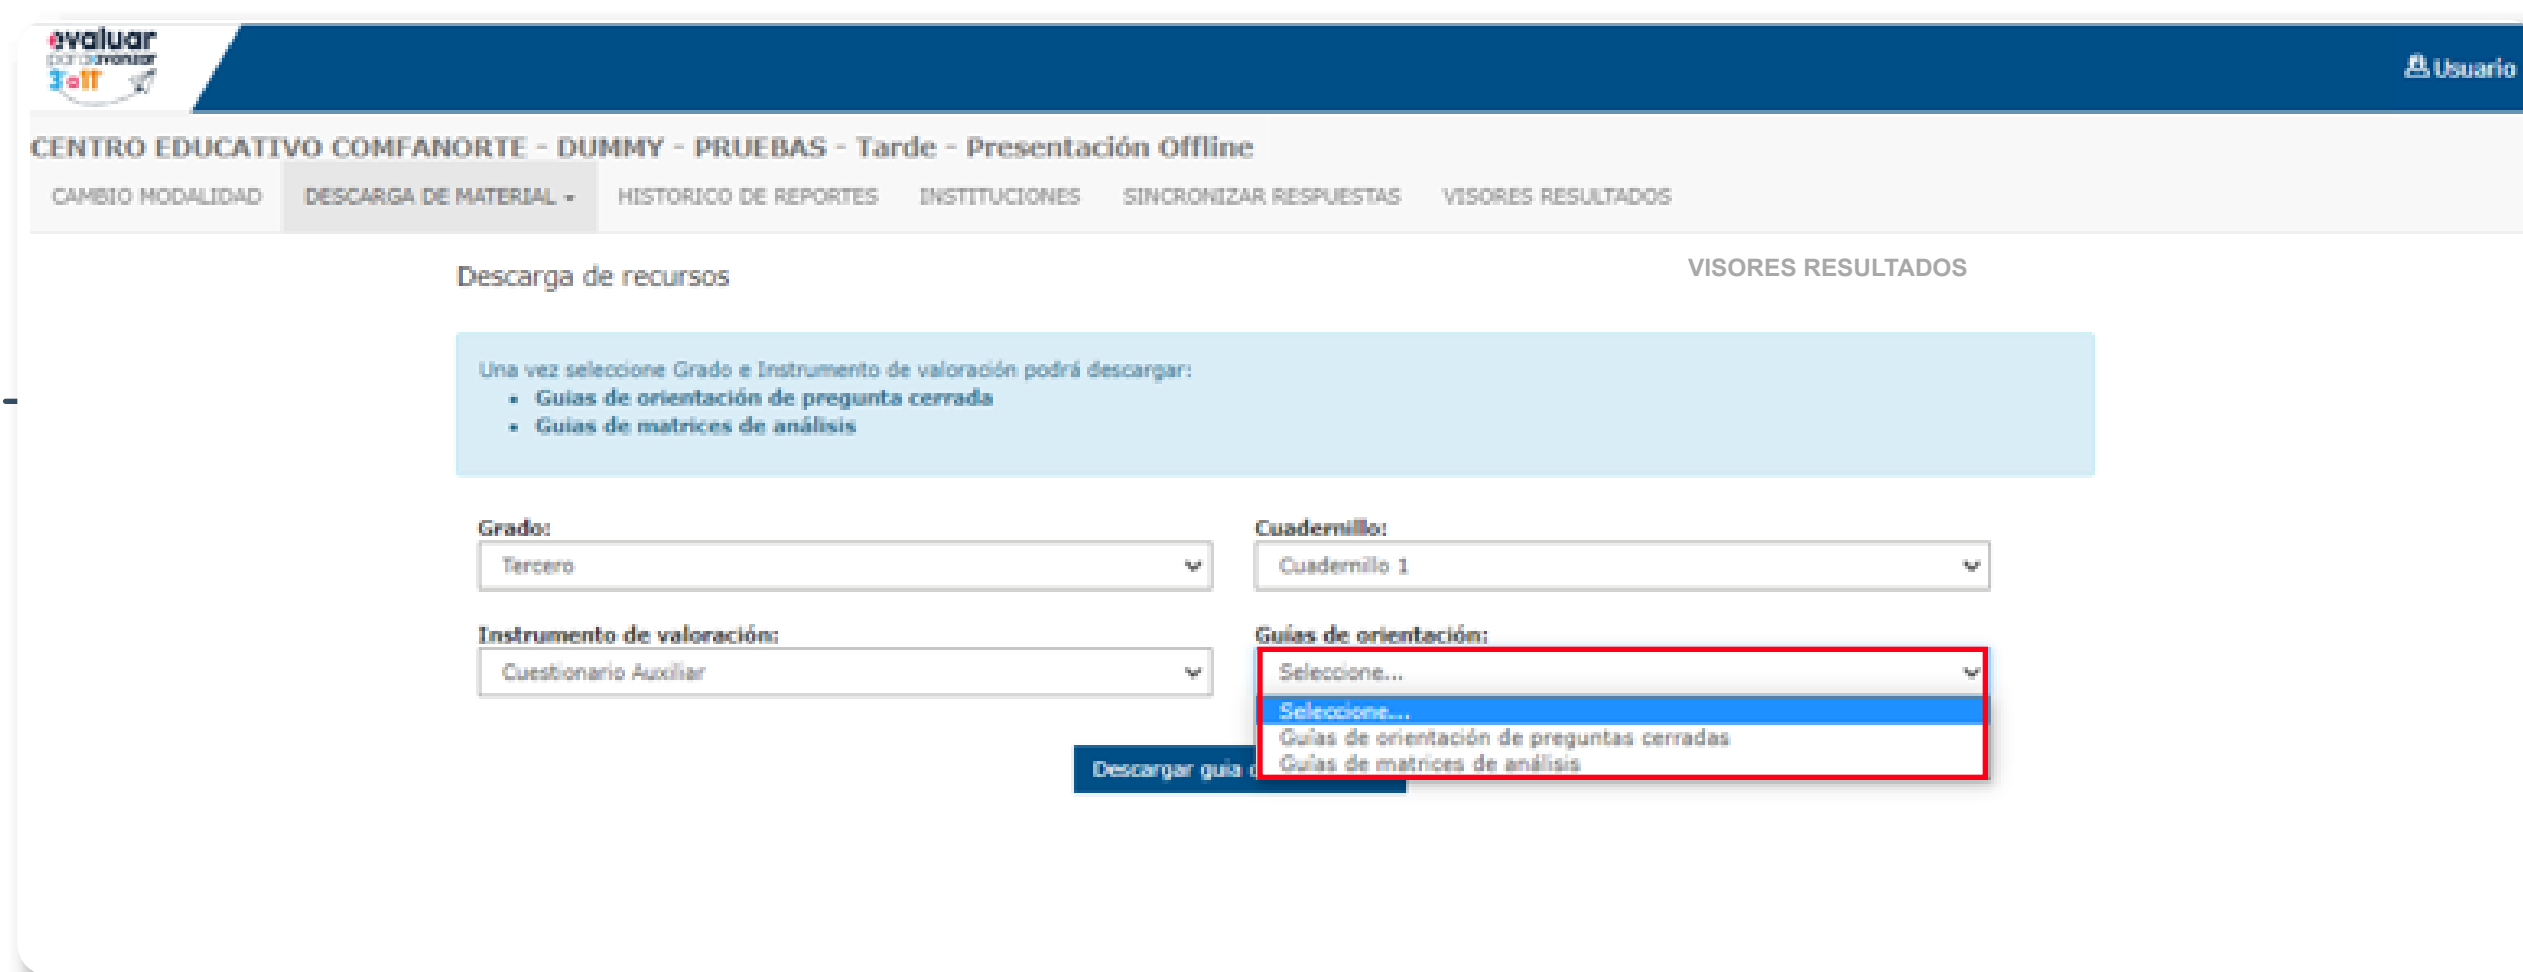 evaluar
para avanzar
3°a11°
Usuario
CENTRO EDUCATIVO COMFANORTE - DUMMY - PRUEBAS - Tarde - Presentación Offline
CAMBIO MODALIDAD DESCARGA DE MATERIAL HISTORICO DE REPORTES INSTITUCIONES SINCRONIZAR RESPUESTAS VISORES RESULTADOS
Descarga de recursos VISORES RESULTADOS
Una vez seleccione Grado e Instrumento de valoración podrá descargar:
• Guias de orientación de pregunta cerrada
• Guias de matrices de análisis
Grado: Cuadernillo:
Tercero Cuadernillo 1
Instrumento de valoración: Guías de orientación:
Cuestionario Auxiliar Seleccione...
Seleccione...
Guías de orientación de preguntas cerradas
Descargar guia Guías de matrices de análisis